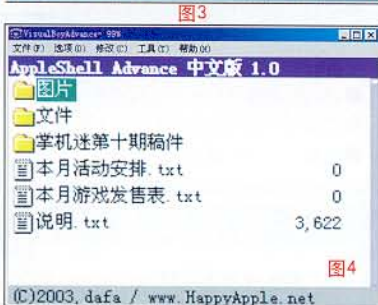 图3
VisualBoyAdvance- 99%
文件(F) 选项(O) 修改(C) 工具(T) 帮助(H)
AppleShell Advance 中文版 1.0
图片
文件
掌机迷第十期稿件
本月活动安排.txt 0
本月游戏发售表.txt 0
说明.txt 3,622
图4
(C)2003,dafa / www.HappyApple.net